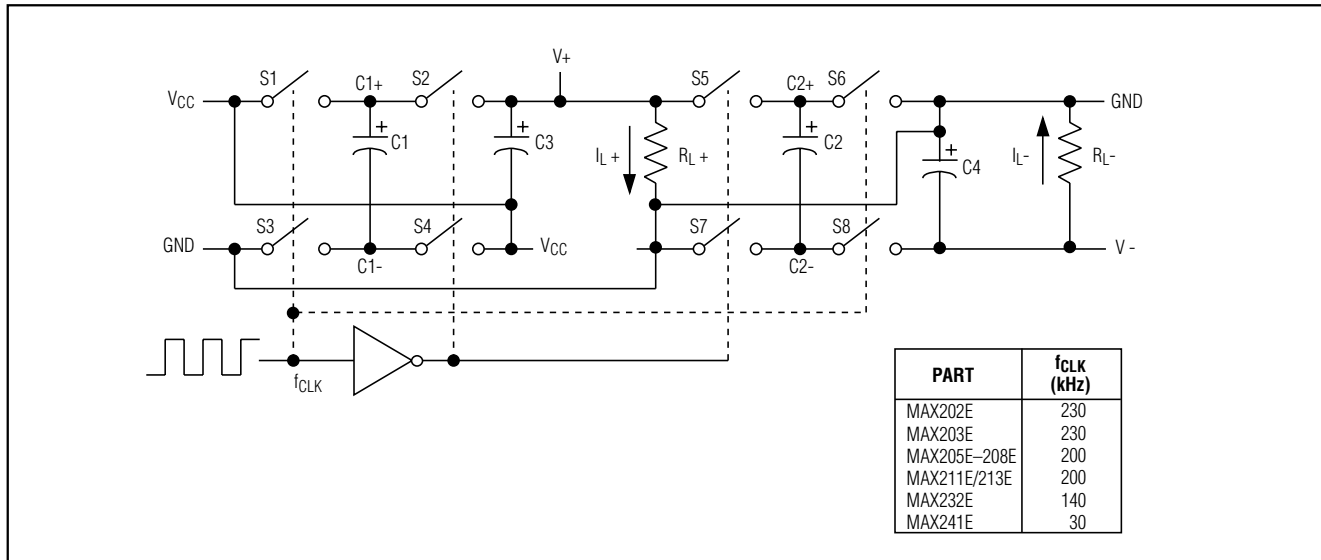 V+
S1 C1+ S2 S5 C2+ S6
VCC GND
+ + + +
C1 C3 IL + RL + C2 C4 IL- RL-
S3 S4 S7 S8
GND VCC V -
C1- C2-
fCLK
PART fCLK (kHz)
MAX202E 230
MAX203E 230
MAX205E–208E 200
MAX211E/213E 200
MAX232E 140
MAX241E 30